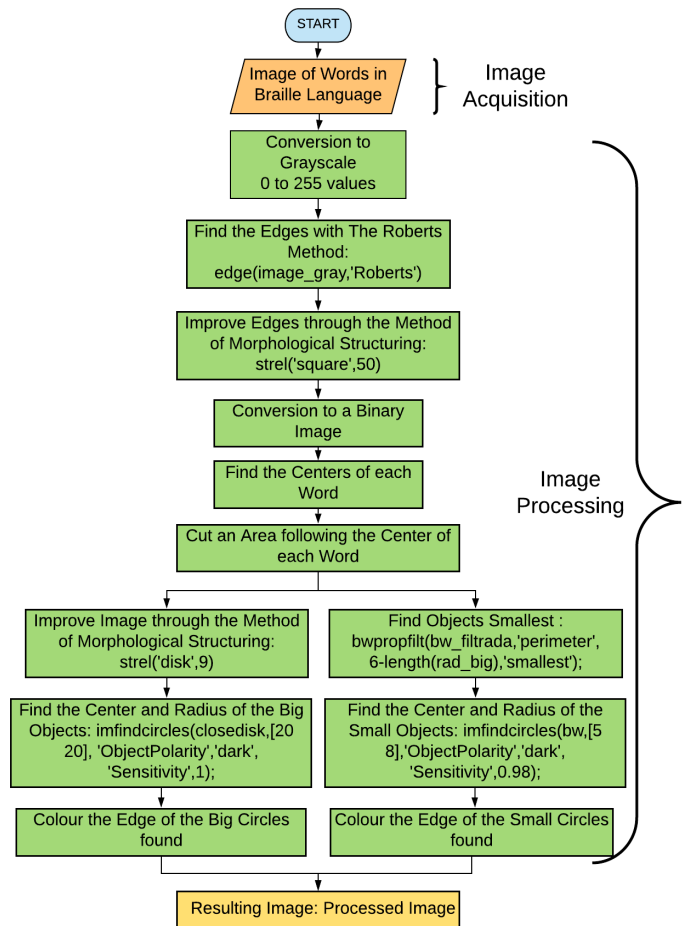 START
Image of Words in
Braille Language
Image
Acquisition
Conversion to
Grayscale
0 to 255 values
Find the Edges with The Roberts
Method:
edge(image_gray,'Roberts')
Improve Edges through the Method
of Morphological Structuring:
strel('square',50)
Conversion to a Binary
Image
Find the Centers of each
Word
Image
Processing
Cut an Area following the Center of
each Word
Improve Image through the Method
of Morphological Structuring:
strel('disk',9)
Find Objects Smallest :
bwpropfilt(bw_filtrada,'perimeter',
6-length(rad_big),'smallest');
Find the Center and Radius of the Big
Objects: imfindcircles(closedisk,[20
20], 'ObjectPolarity','dark',
'Sensitivity',1);
Find the Center and Radius of the
Small Objects: imfindcircles(bw,[5
8],'ObjectPolarity','dark',
'Sensitivity',0.98);
Colour the Edge of the Big Circles
found
Colour the Edge of the Small Circles
found
Resulting Image: Processed Image